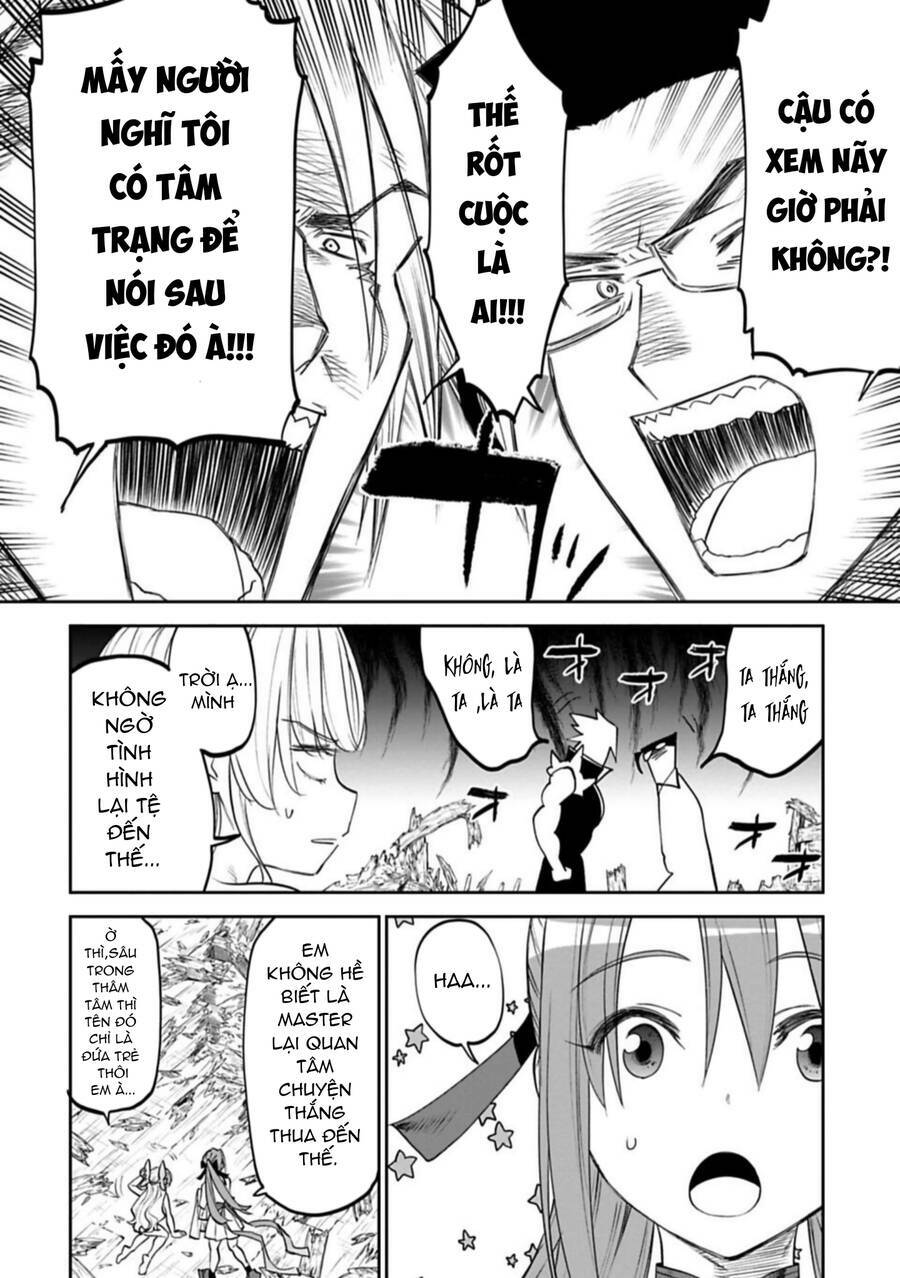 CẬU CÓ
XEM NÃY
GIỜ PHẢI
KHÔNG?!
THẾ
RỐT
CUỘC
LÀ
AI!!!
MẤY NGƯỜI
NGHĨ TÔI
CÓ TÂM
TRẠNG ĐỂ
NÓI SAU
VIỆC ĐÓ À!!!
TA THẮNG,
TA THẮNG
オ
オ
オ
オ
オ
KHÔNG, LÀ
TA ,LÀ TA
TRỜI Ạ...
MÌNH
KHÔNG
NGỜ
TÌNH
HÌNH
LẠI TỆ
ĐẾN
THẾ...
HAA...
EM
KHÔNG HỀ
BIẾT LÀ
MASTER
LẠI QUAN
TÂM
CHUYỆN
THẮNG
THUA ĐẾN
THẾ.
Ờ
THÌ,SÂU
TRONG
THÂM
TÂM THÌ
TÊN ĐÓ
CHỈ LÀ
ĐỨA TRẺ
THÔI
EM À...